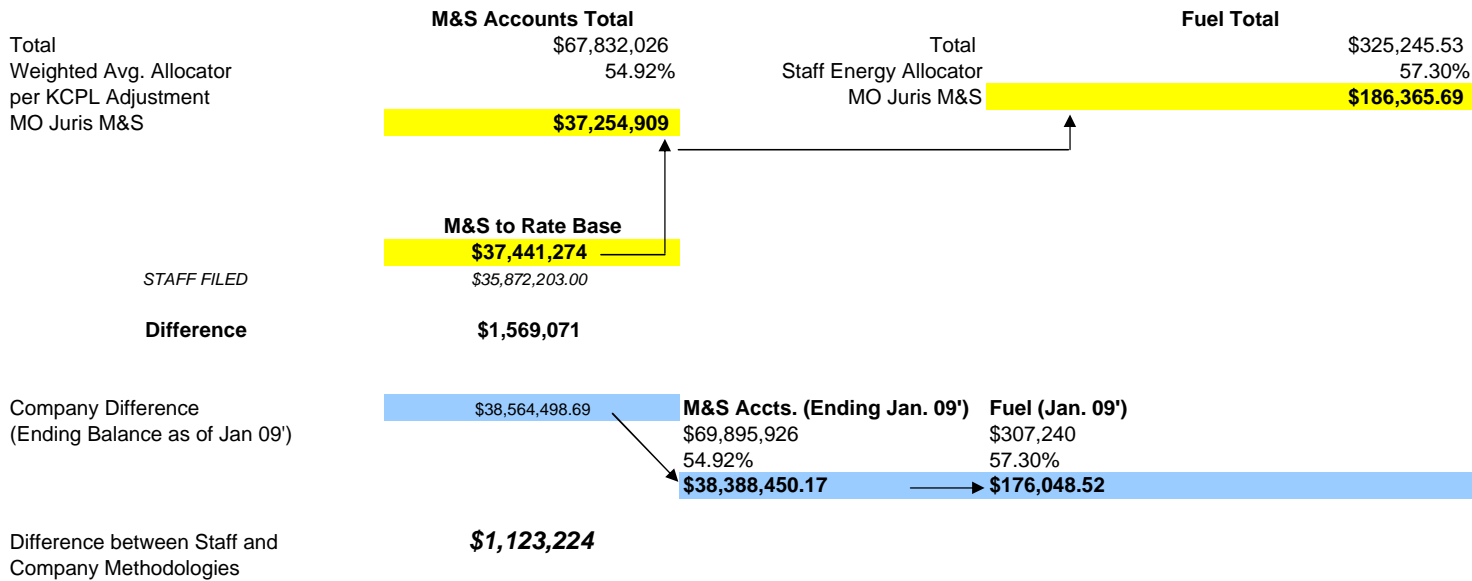 M&S Accounts Total Fuel Total
Total $67,832,026 Total $325,245.53
Weighted Avg. Allocator 54.92% Staff Energy Allocator 57.30%
per KCPL Adjustment MO Juris M&S $186,365.69
MO Juris M&S $37,254,909
M&S to Rate Base
$37,441,274
STAFF FILED $35,872,203.00
Difference $1,569,071
Company Difference $38,564,498.69 M&S Accts. (Ending Jan. 09') Fuel (Jan. 09')
(Ending Balance as of Jan 09') $69,895,926 $307,240
54.92% 57.30%
$38,388,450.17 $176,048.52
Difference between Staff and $1,123,224
Company Methodologies